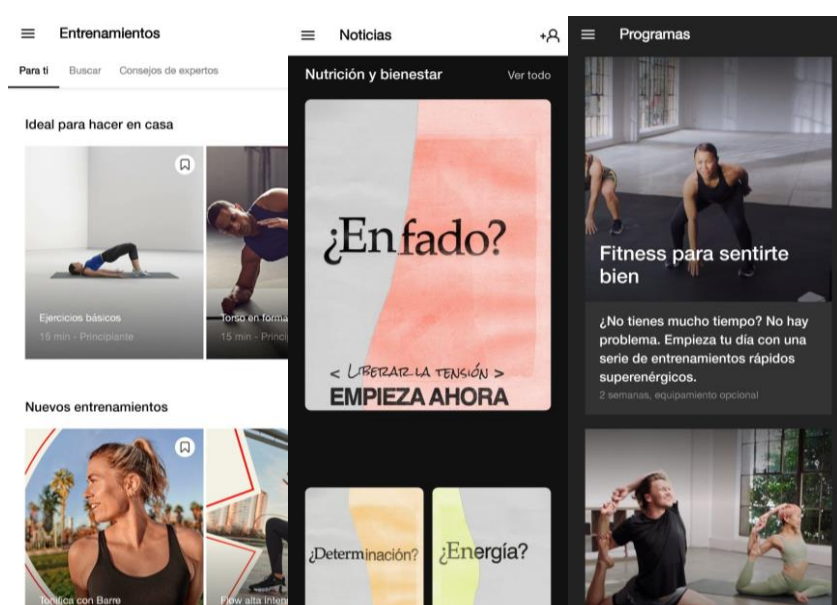 Entrenamientos
Para ti Buscar Consejos de expertos
Ideal para hacer en casa
Ejercicios básicos
15 min - Principiante
Torso en forma
15 min - Princi
Nuevos entrenamientos
Tonifica con Barre
Flow alta inten
Noticias
Nutrición y bienestar Ver todo
¿Enfado?
< LIBERAR LA TENSIÓN >
EMPIEZA AHORA
¿Determinación?
¿Energía?
Programas
Fitness para sentirte
bien
¿No tienes mucho tiempo? No hay
problema. Empieza tu día con una
serie de entrenamientos rápidos
superenérgicos.
2 semanas, equipamiento opcional